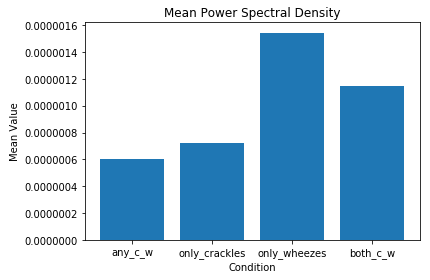 Mean Power Spectral Density
0.0000016
0.0000014
0.0000012
0.0000010
0.0000008
0.0000006
0.0000004
0.0000002
0.0000000
Mean Value
any_c_w only_crackles only_wheezes both_c_w
Condition